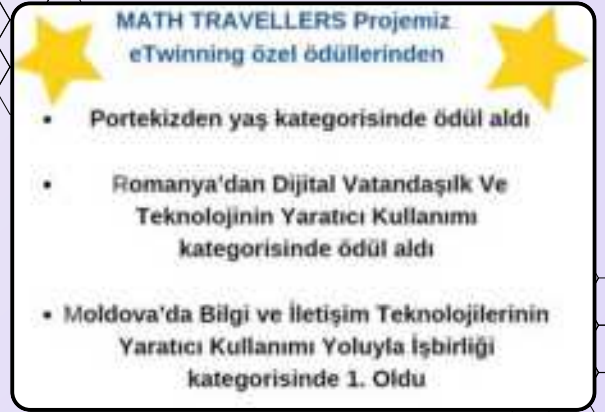 MATH TRAVELLERS Projemiz
eTwinning özel ödüllerinden
• Portekizden yaş kategorisinde ödül aldı
• Romanya'dan Dijital Vatandaşılk Ve
Teknolojinin Yaratıcı Kullanımı
kategorisinde ödül aldı
• Moldova'da Bilgi ve İletişim Teknolojilerinin
Yaratıcı Kullanımı Yoluyla İşbirliği
kategorisinde 1. Oldu